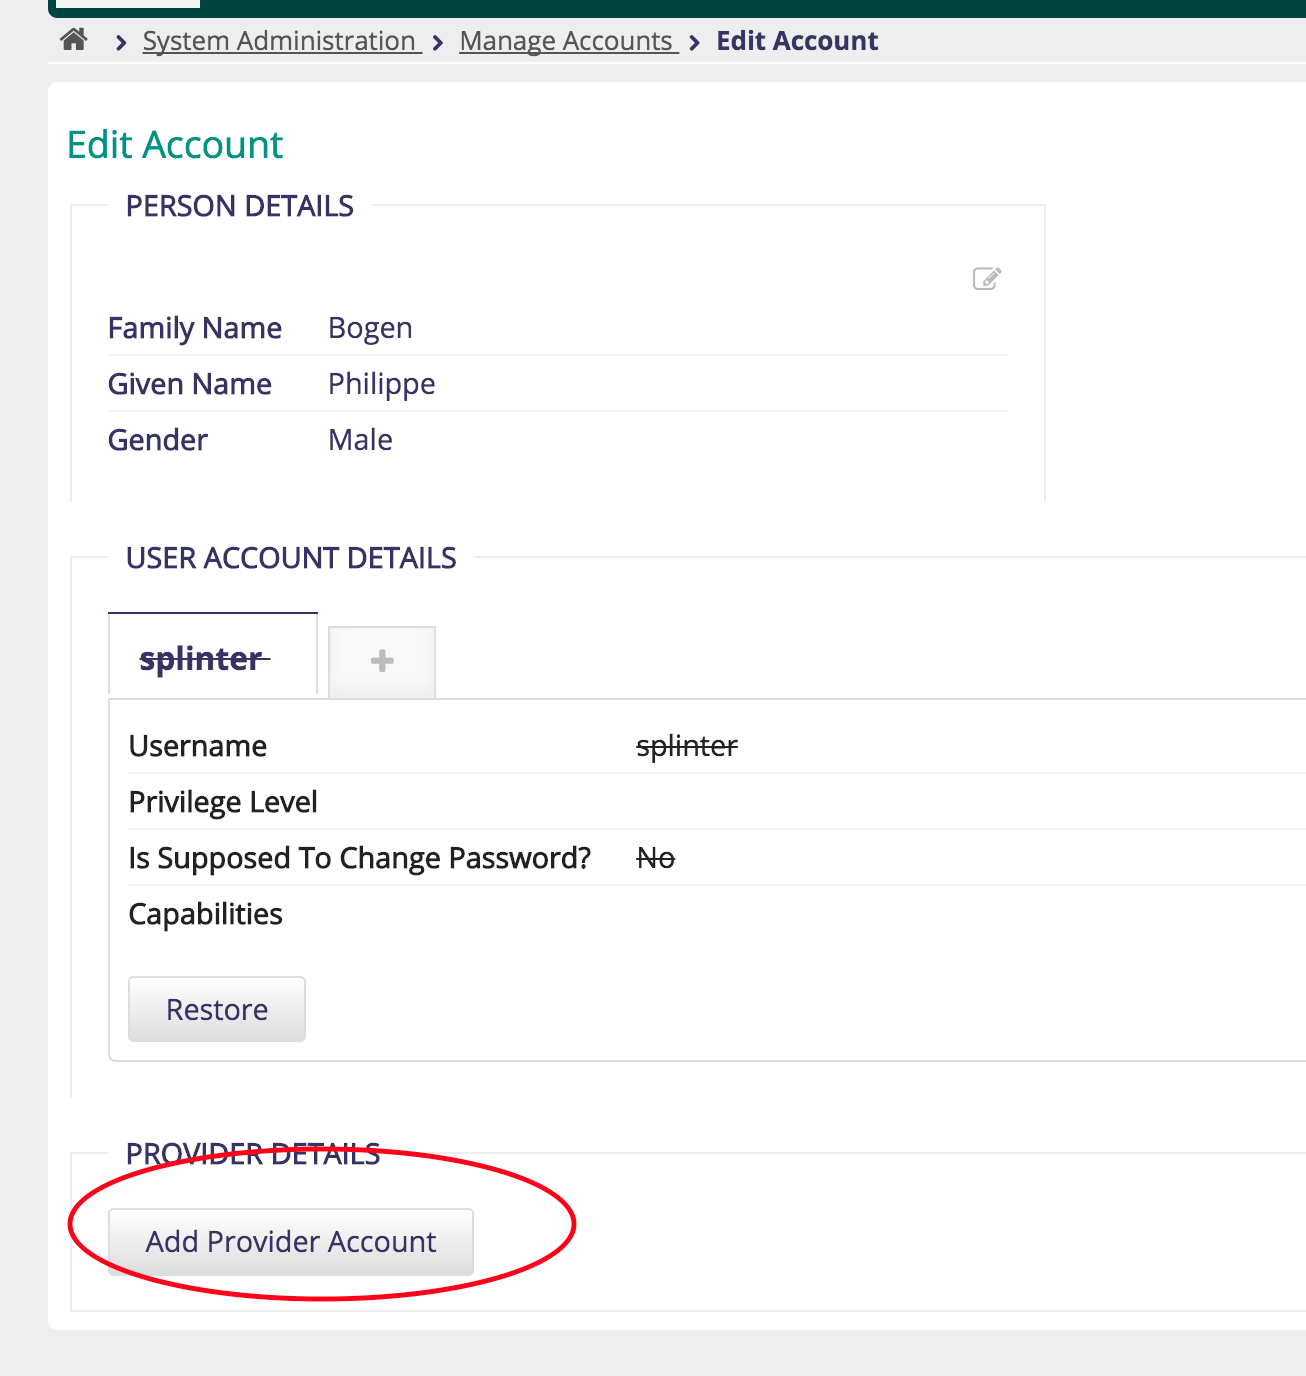 System Administration Manage Accounts Edit Account
Edit Account
PERSON DETAILS
Family Name Bogen
Given Name Philippe
Gender Male
USER ACCOUNT DETAILS
splinter
Username splinter
Privilege Level
Is Supposed To Change Password? No
Capabilities
Restore
PROVIDER DETAILS
Add Provider Account